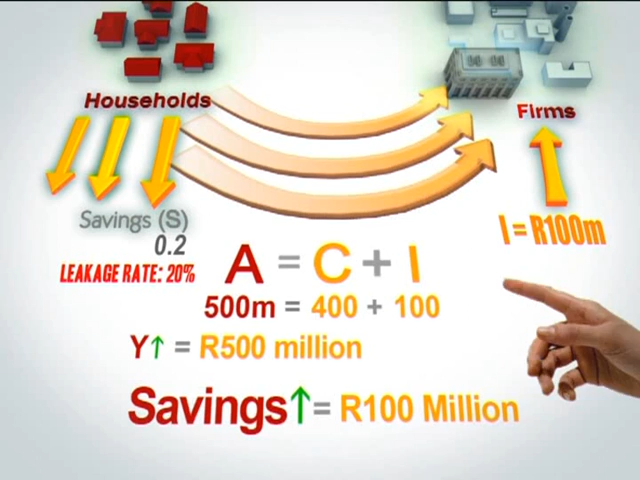 Households
Firms
Savings (S)
0.2
LEAKAGE RATE: 20%
I = R100m
A = C + I
500m = 400 + 100
Y↑ = R500 million
Savings↑ = R100 Million